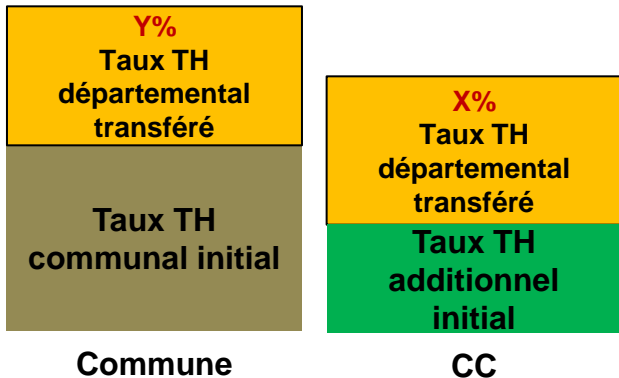 Y%
Taux TH
départemental
transféré
Taux TH
communal initial
Commune
X%
Taux TH
départemental
transféré
Taux TH
additionnel
initial
CC